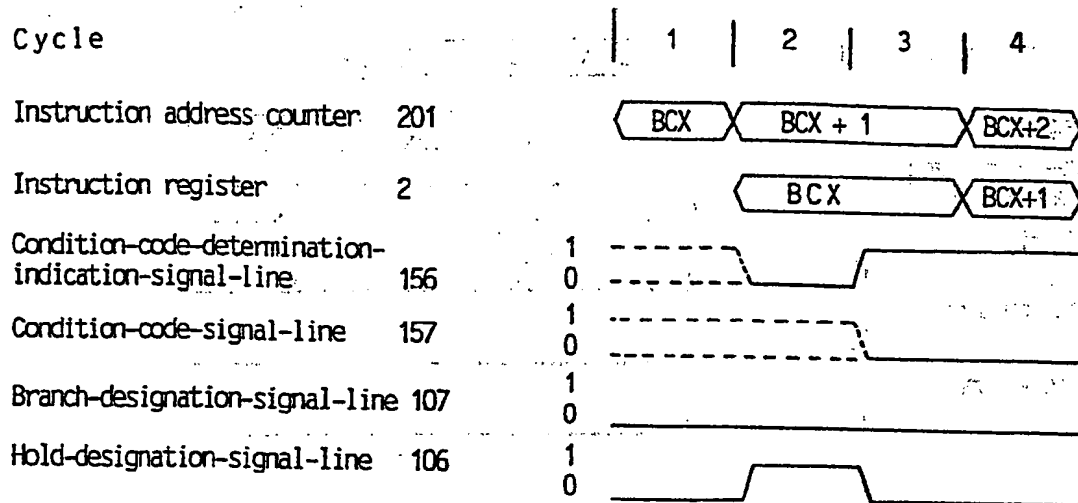 Cycle 1 2 3 4
Instruction address counter 201 BCX BCX + 1 BCX+2
Instruction register 2 BCX BCX+1
Condition-code-determination-
indication-signal-line 156 1 0
Condition-code-signal-line 157 1 0
Branch-designation-signal-line 107 1 0
Hold-designation-signal-line 106 1 0